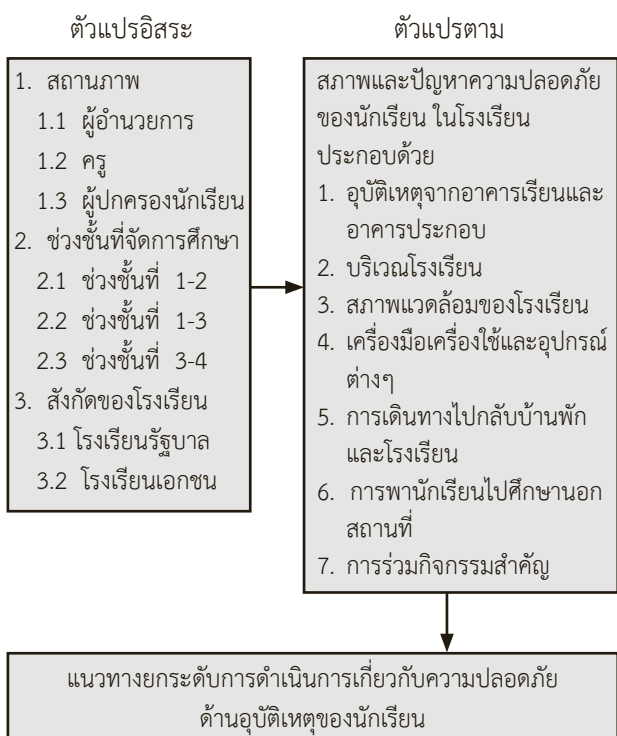 ตัวแปรอิสระ
1. สถานภาพ
1.1 ผู้อำนวยการ
1.2 ครู
1.3 ผู้ปกครองนักเรียน
2. ช่วงชั้นที่จัดการศึกษา
2.1 ช่วงชั้นที่ 1-2
2.2 ช่วงชั้นที่ 1-3
2.3 ช่วงชั้นที่ 3-4
3. สังกัดของโรงเรียน
3.1 โรงเรียนรัฐบาล
3.2 โรงเรียนเอกชน
ตัวแปรตาม
สภาพและปัญหาความปลอดภัย
ของนักเรียน ในโรงเรียน
ประกอบด้วย
1. อุบัติเหตุจากอาคารเรียนและ
อาคารประกอบ
2. บริเวณโรงเรียน
3. สภาพแวดล้อมของโรงเรียน
4. เครื่องมือเครื่องใช้และอุปกรณ์
ต่างๆ
5. การเดินทางไปกลับบ้านพัก
และโรงเรียน
6. การพานักเรียนไปศึกษานอก
สถานที่
7. การร่วมกิจกรรมสำคัญ
แนวทางยกระดับการดำเนินการเกี่ยวกับความปลอดภัย
ด้านอุบัติเหตุของนักเรียน